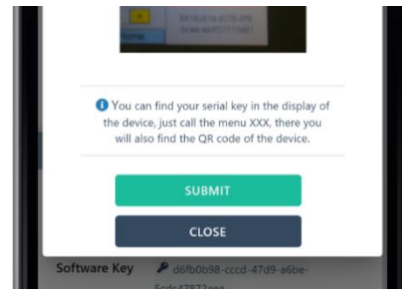 You can find your serial key in the display of
the device, just call the menu XXX, there you
will also find the QR code of the device.
SUBMIT
CLOSE
Software Key d6fb0b98-cccd-47d9-a6be-